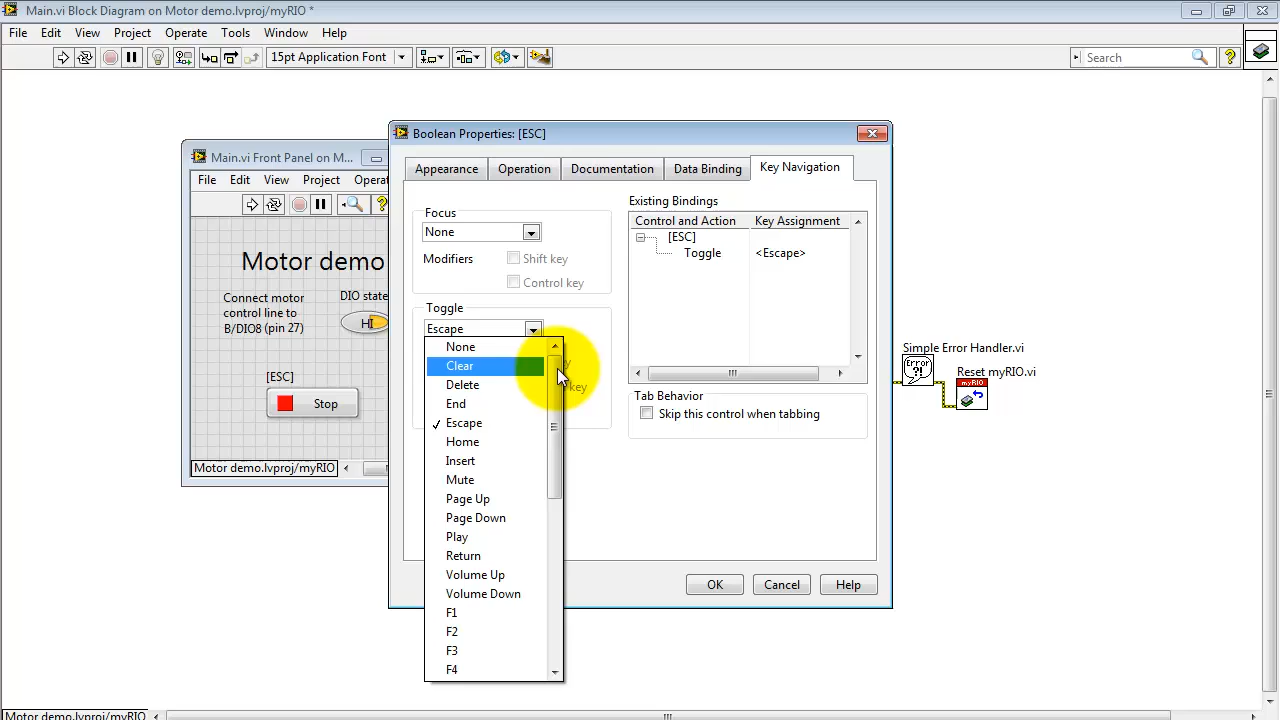 Main.vi Block Diagram on Motor demo.lvproj/myRIO *
File Edit View Project Operate Tools Window Help
15pt Application Font
Search
Boolean Properties: [ESC]
Main.vi Front Panel on M...
File Edit View Project Opera
Appearance Operation Documentation Data Binding Key Navigation
Motor demo
Connect motor
control line to
B/DIO8 (pin 27)
DIO state
HI
[ESC]
Stop
Motor demo.lvproj/myRIO
Focus
None
Modifiers
Shift key
Control key
Toggle
Escape
None
Clear
Delete
End
Escape
Home
Insert
Mute
Page Up
Page Down
Play
Return
Volume Up
Volume Down
F1
F2
F3
F4
key
Existing Bindings
Control and Action Key Assignment
[ESC]
Toggle <Escape>
Tab Behavior
Skip this control when tabbing
OK Cancel Help
Simple Error Handler.vi
Error
?!
Reset myRIO.vi
myRIO
Motor demo.lvproj/myRIO